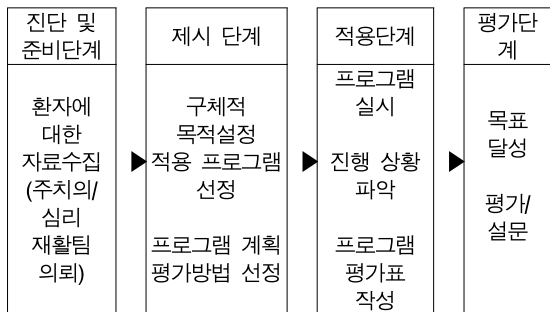 진단 및
준비단계
환자에
대한
자료수집
(주치의/
심리
재활팀
의뢰)
제시 단계
구체적
목적설정
적용 프로그램
선정
프로그램 계획
평가방법 선정
적용단계
프로그램
실시
진행 상황
파악
프로그램
평가표
작성
평가단
계
목표
달성
평가/
설문